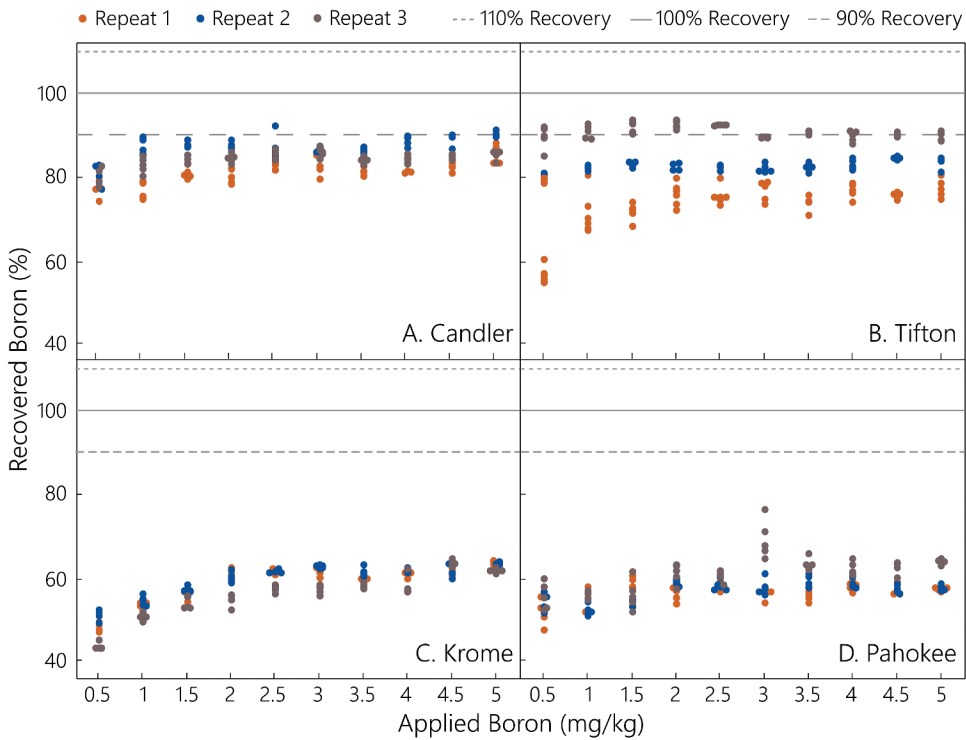 Repeat 1 Repeat 2 Repeat 3 110% Recovery 100% Recovery 90% Recovery
Recovered Boron (%)
100
80
60
40
A. Candler
B. Tifton
100
80
60
40
C. Krome
D. Pahokee
0.5 1 1.5 2 2.5 3 3.5 4 4.5 5 0.5 1 1.5 2 2.5 3 3.5 4 4.5 5
Applied Boron (mg/kg)